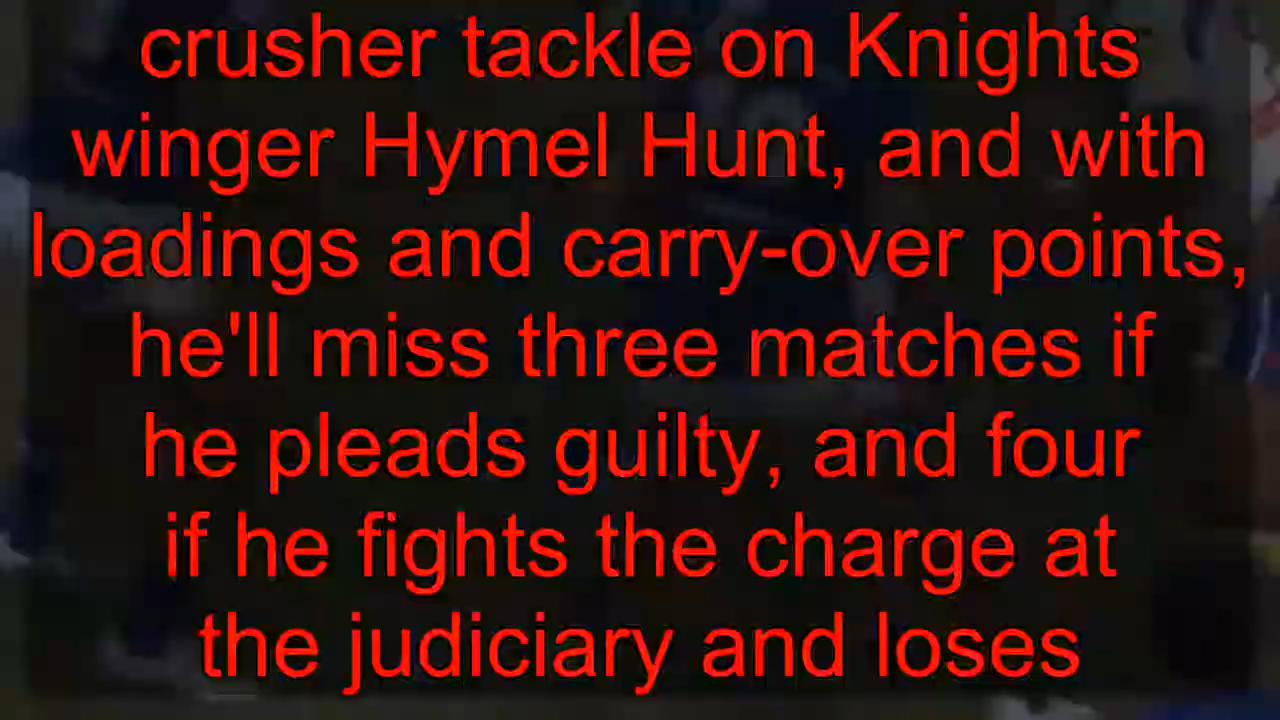 crusher tackle on Knights
winger Hymel Hunt, and with
loadings and carry-over points,
he'll miss three matches if
he pleads guilty, and four
if he fights the charge at
the judiciary and loses